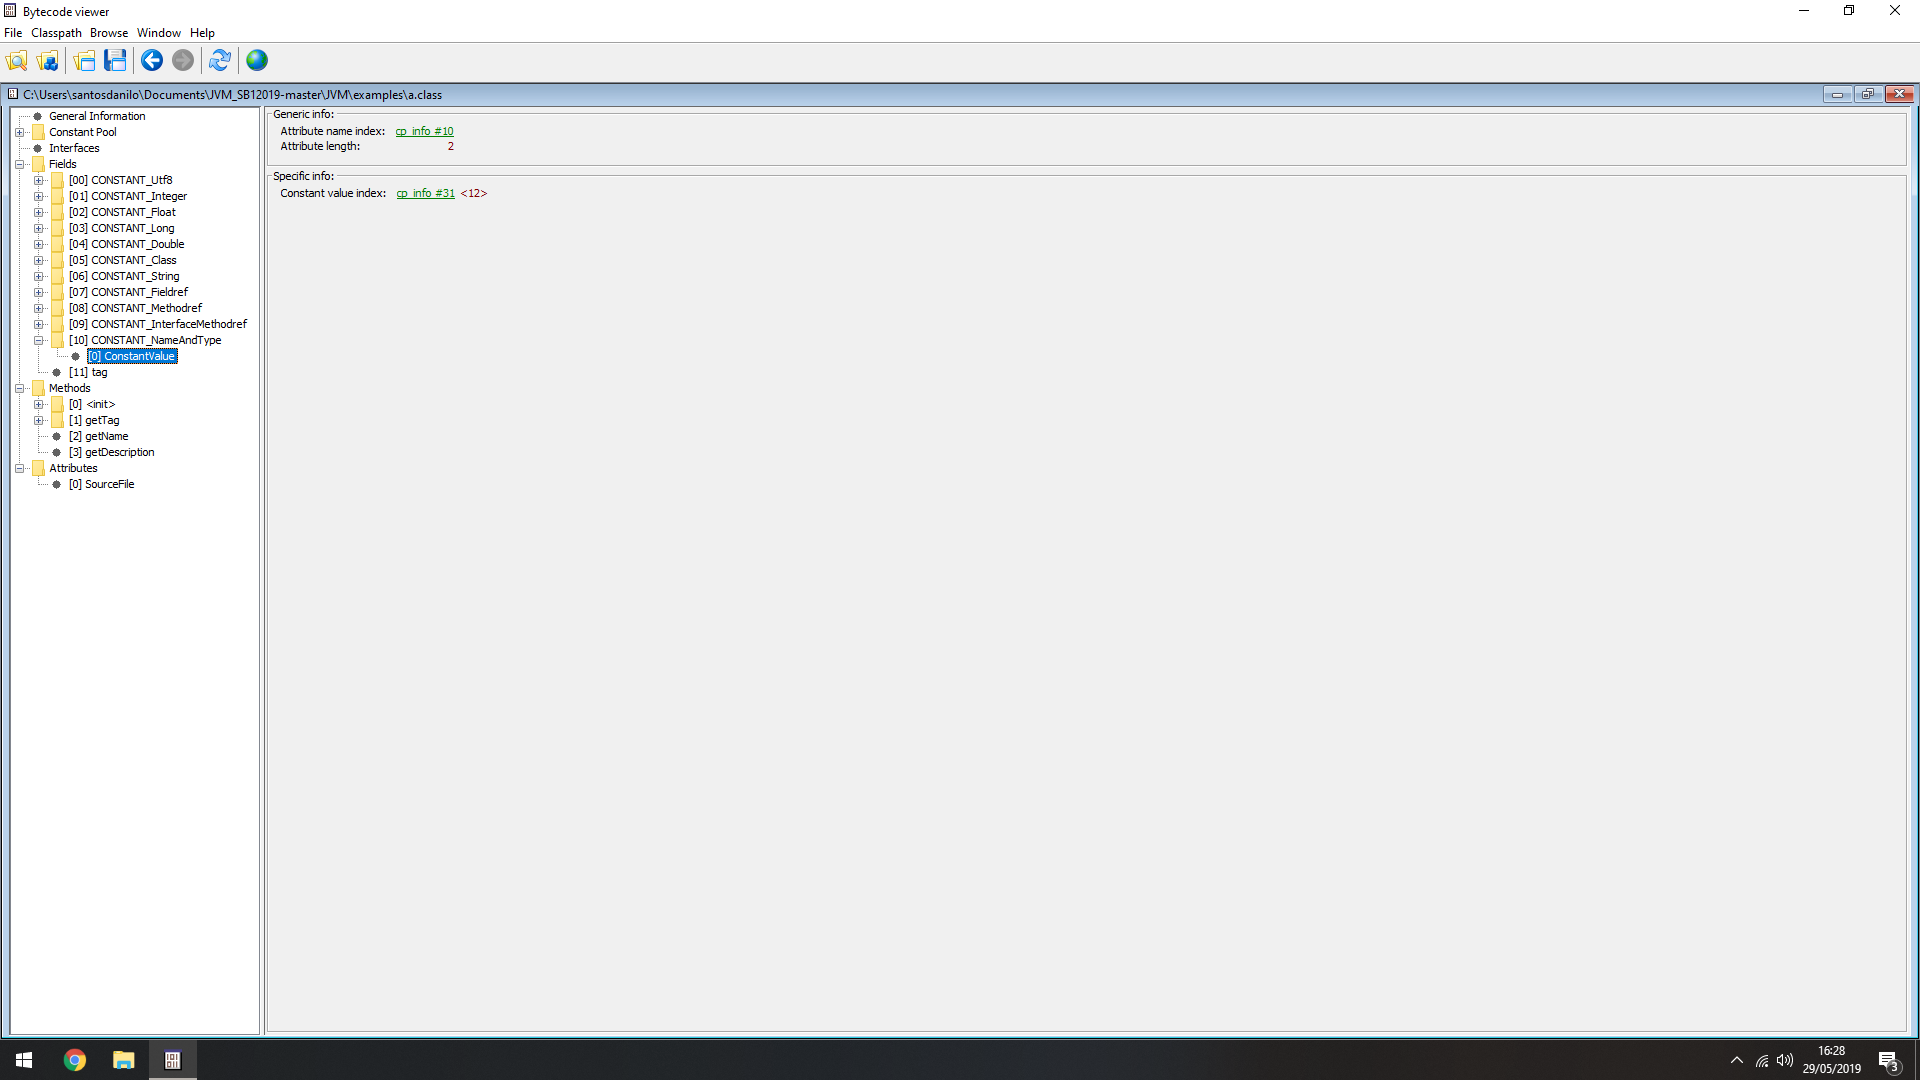 Bytecode viewer
File Classpath Browse Window Help
C:\Users\santosdanilo\Documents\JVM_SB12019-master\JVM\examples\a.class
General Information
Constant Pool
Interfaces
Fields
[00] CONSTANT_Utf8
[01] CONSTANT_Integer
[02] CONSTANT_Float
[03] CONSTANT_Long
[04] CONSTANT_Double
[05] CONSTANT_Class
[06] CONSTANT_String
[07] CONSTANT_Fieldref
[08] CONSTANT_Methodref
[09] CONSTANT_InterfaceMethodref
[10] CONSTANT_NameAndType
[0] ConstantValue
[11] tag
Methods
[0] <init>
[1] getTag
[2] getName
[3] getDescription
Attributes
[0] SourceFile
Generic info:
Attribute name index: cp_info #10
Attribute length: 2
Specific info:
Constant value index: cp_info #31 <12>
16:28
29/05/2019
3